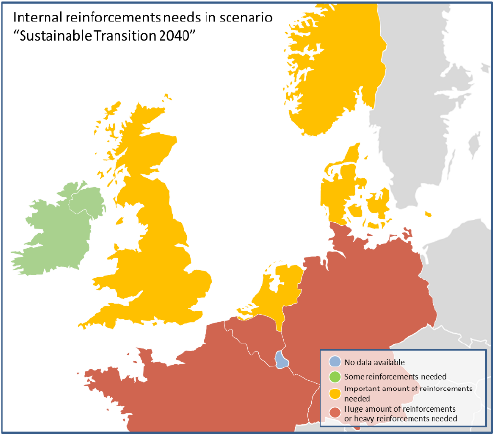 Internal reinforcements needs in scenario
“Sustainable Transition 2040”
No data available
Some reinforcements needed
Important amount of reinforcements
needed
Huge amount of reinforcements
or heavy reinforcements needed